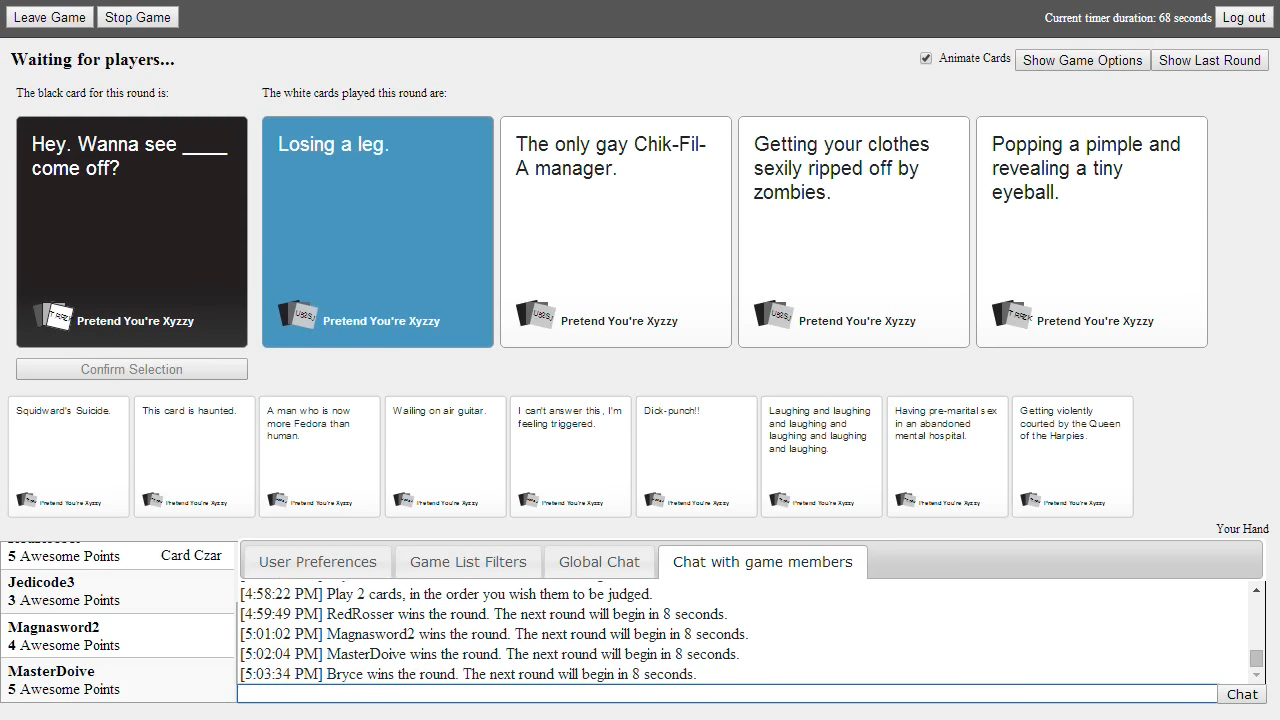 Leave Game
Stop Game
Current timer duration: 68 seconds
Log out
Waiting for players...
Animate Cards
Show Game Options
Show Last Round
The black card for this round is:
The white cards played this round are:
Hey. Wanna see ____
come off?
Pretend You're Xyzzy
Losing a leg.
Pretend You're Xyzzy
The only gay Chik-Fil-
A manager.
Pretend You're Xyzzy
Getting your clothes
sexily ripped off by
zombies.
Pretend You're Xyzzy
Popping a pimple and
revealing a tiny
eyeball.
Pretend You're Xyzzy
Confirm Selection
Squidward's Suicide.
Pretend You're Xyzzy
This card is haunted.
Pretend You're Xyzzy
A man who is now
more Fedora than
human.
Pretend You're Xyzzy
Wailing on air guitar.
Pretend You're Xyzzy
I can't answer this, I'm
feeling triggered.
Pretend You're Xyzzy
Dick-punch!!
Pretend You're Xyzzy
Laughing and laughing
and laughing and
laughing and laughing
and laughing.
Pretend You're Xyzzy
Having pre-marital sex
in an abandoned
mental hospital.
Pretend You're Xyzzy
Getting violently
courted by the Queen
of the Harpies.
Pretend You're Xyzzy
Your Hand
5 Awesome Points
Card Czar
Jedicode3
3 Awesome Points
Magnasword2
4 Awesome Points
MasterDoive
5 Awesome Points
User Preferences
Game List Filters
Global Chat
Chat with game members
[4:58:22 PM] Play 2 cards, in the order you wish them to be judged.
[4:59:49 PM] RedRosser wins the round. The next round will begin in 8 seconds.
[5:01:02 PM] Magnasword2 wins the round. The next round will begin in 8 seconds.
[5:02:04 PM] MasterDoive wins the round. The next round will begin in 8 seconds.
[5:03:34 PM] Bryce wins the round. The next round will begin in 8 seconds.
Chat